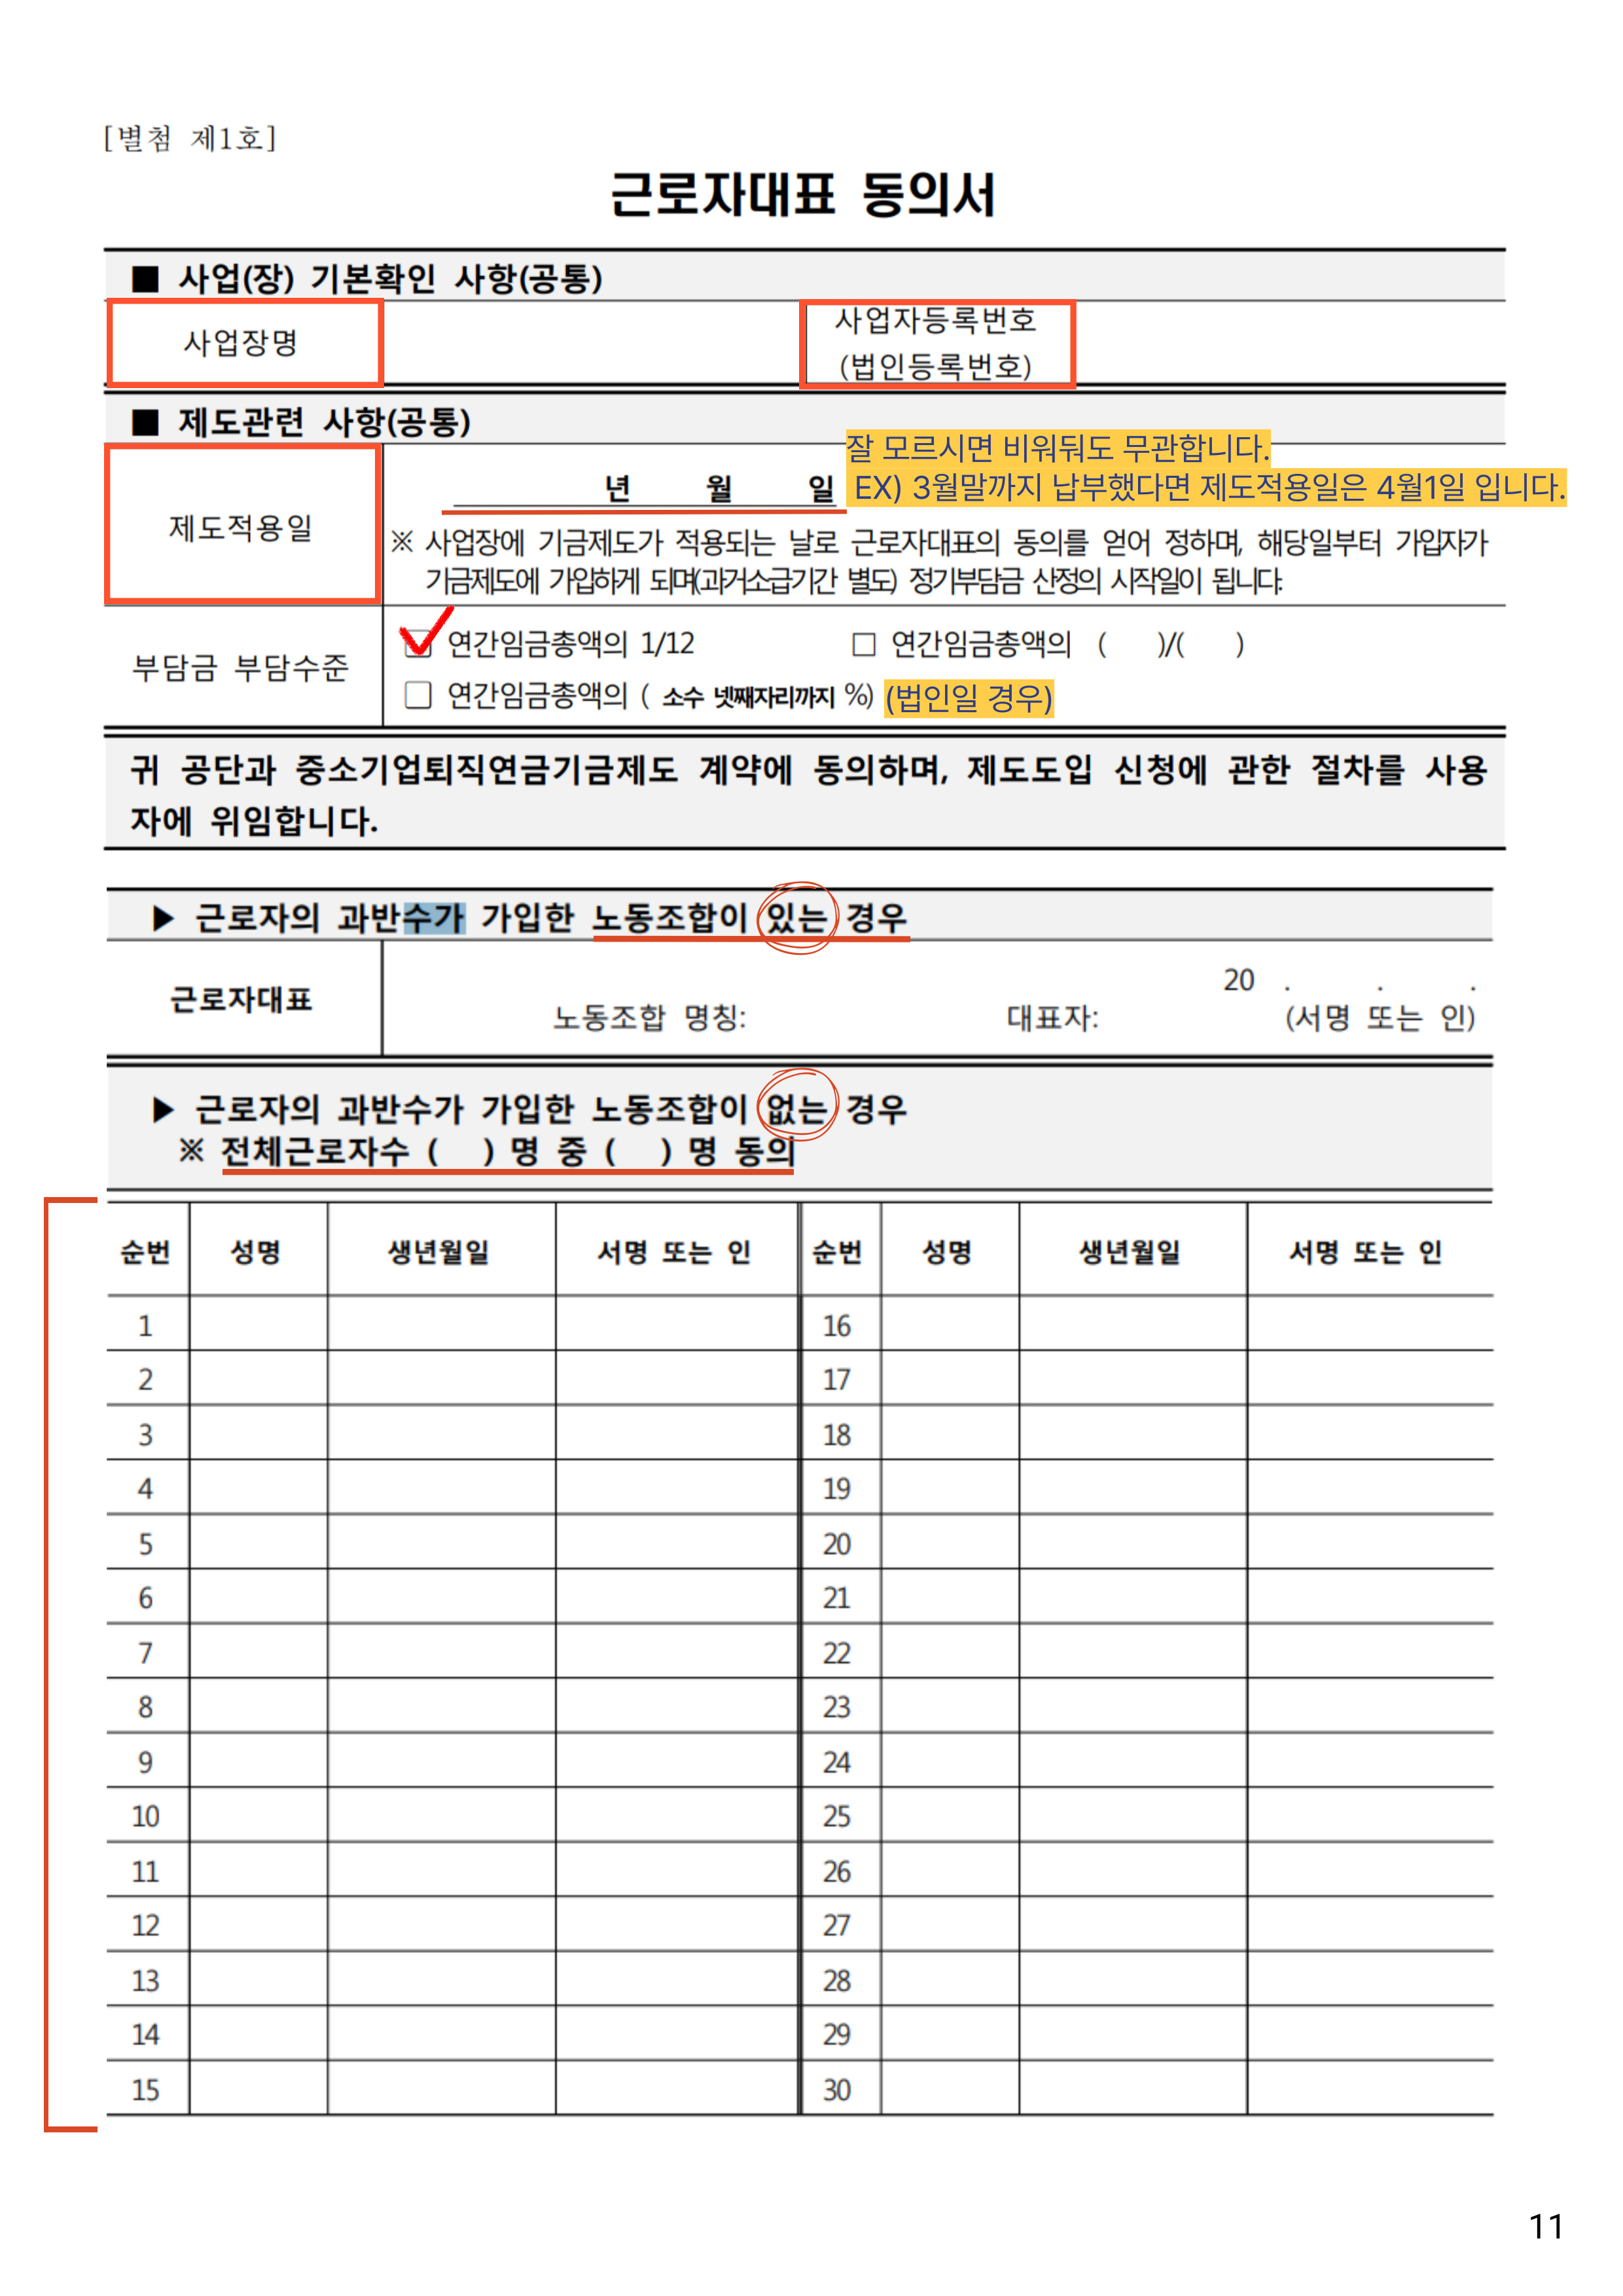 [별첨 제1호]
근로자대표 동의서
■ 사업(장) 기본확인 사항(공통)
사업장명
사업자등록번호
(법인등록번호)
■ 제도관련 사항(공통)
제도적용일
년 월 일
잘 모르시면 비워둬도 무관합니다.
EX) 3월말까지 납부했다면 제도적용일은 4월1일 입니다.
※ 사업장에 기금제도가 적용되는 날로 근로자대표의 동의를 얻어 정하며, 해당일부터 가입자가
기금제도에 가입하게 되며(과거소급기간 별도) 정기부담금 산정의 시작일이 됩니다.
부담금 부담수준
☑ 연간임금총액의 1/12 □ 연간임금총액의 ( )/( )
□ 연간임금총액의 ( 소수 넷째자리까지 %) (법인일 경우)
귀 공단과 중소기업퇴직연금기금제도 계약에 동의하며, 제도도입 신청에 관한 절차를 사용
자에 위임합니다.
▶ 근로자의 과반수가 가입한 노동조합이 있는 경우
근로자대표
20 . . .
노동조합 명칭: 대표자: (서명 또는 인)
▶ 근로자의 과반수가 가입한 노동조합이 없는 경우
※ 전체근로자수 ( ) 명 중 ( ) 명 동의
순번 성명 생년월일 서명 또는 인 순번 성명 생년월일 서명 또는 인
1 16
2 17
3 18
4 19
5 20
6 21
7 22
8 23
9 24
10 25
11 26
12 27
13 28
14 29
15 30
11